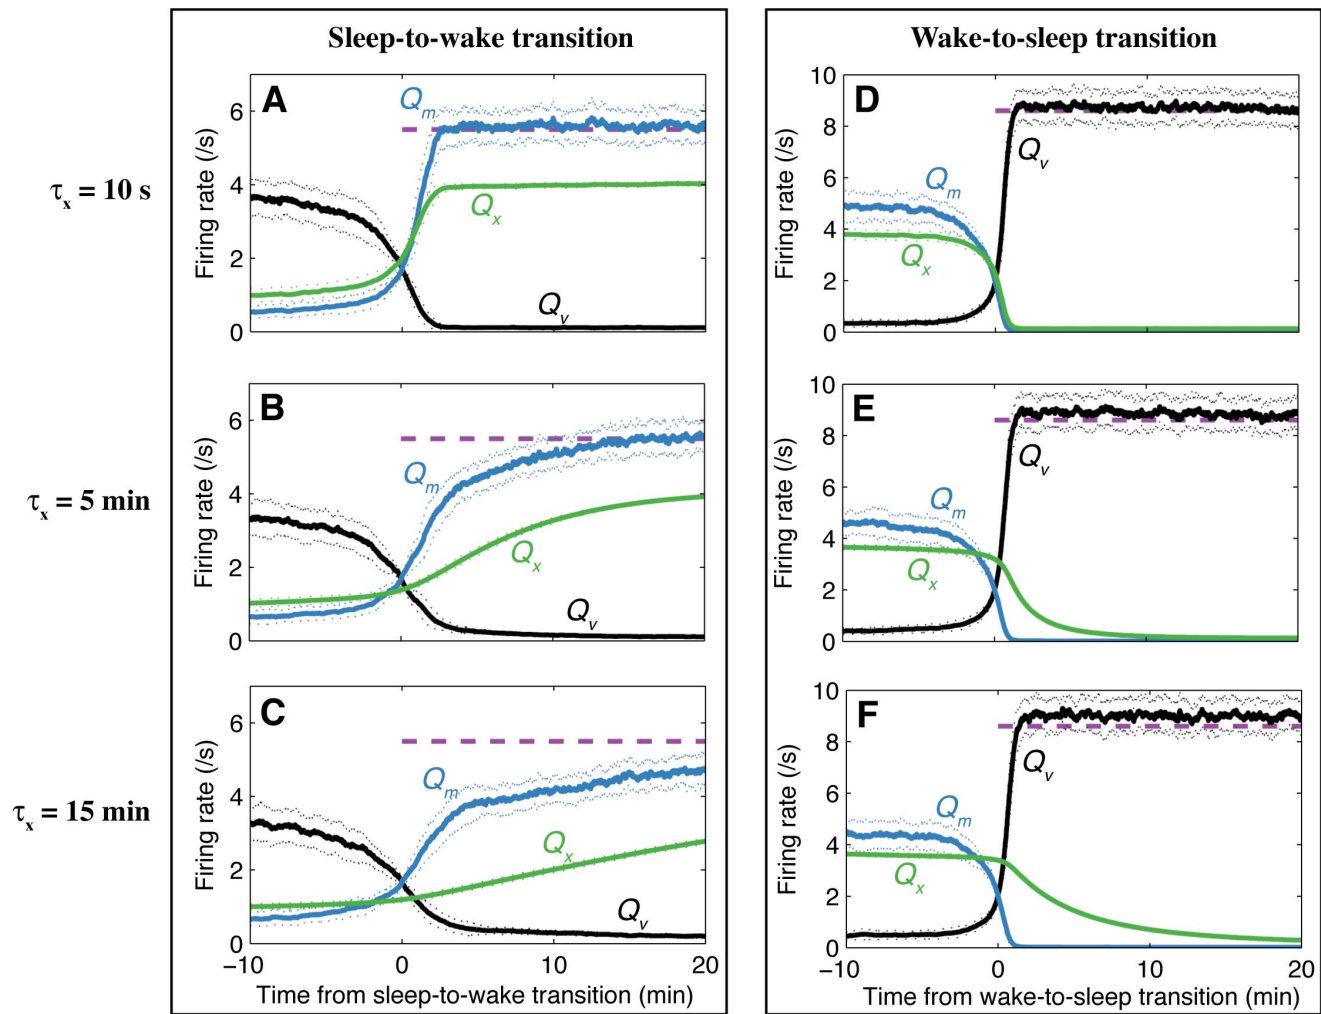 Sleep-to-wake transition
Wake-to-sleep transition
τx = 10 s
A
Firing rate (/s)
6
4
2
0
Qm
Qx
Qv
D
Firing rate (/s)
10
8
6
4
2
0
Qv
Qm
Qx
τx = 5 min
B
Firing rate (/s)
6
4
2
0
Qm
Qx
Qv
E
Firing rate (/s)
10
8
6
4
2
0
Qv
Qm
Qx
τx = 15 min
C
Firing rate (/s)
6
4
2
0
Qm
Qx
Qv
−10 0 10 20
Time from sleep-to-wake transition (min)
F
Firing rate (/s)
10
8
6
4
2
0
Qv
Qm
Qx
−10 0 10 20
Time from wake-to-sleep transition (min)